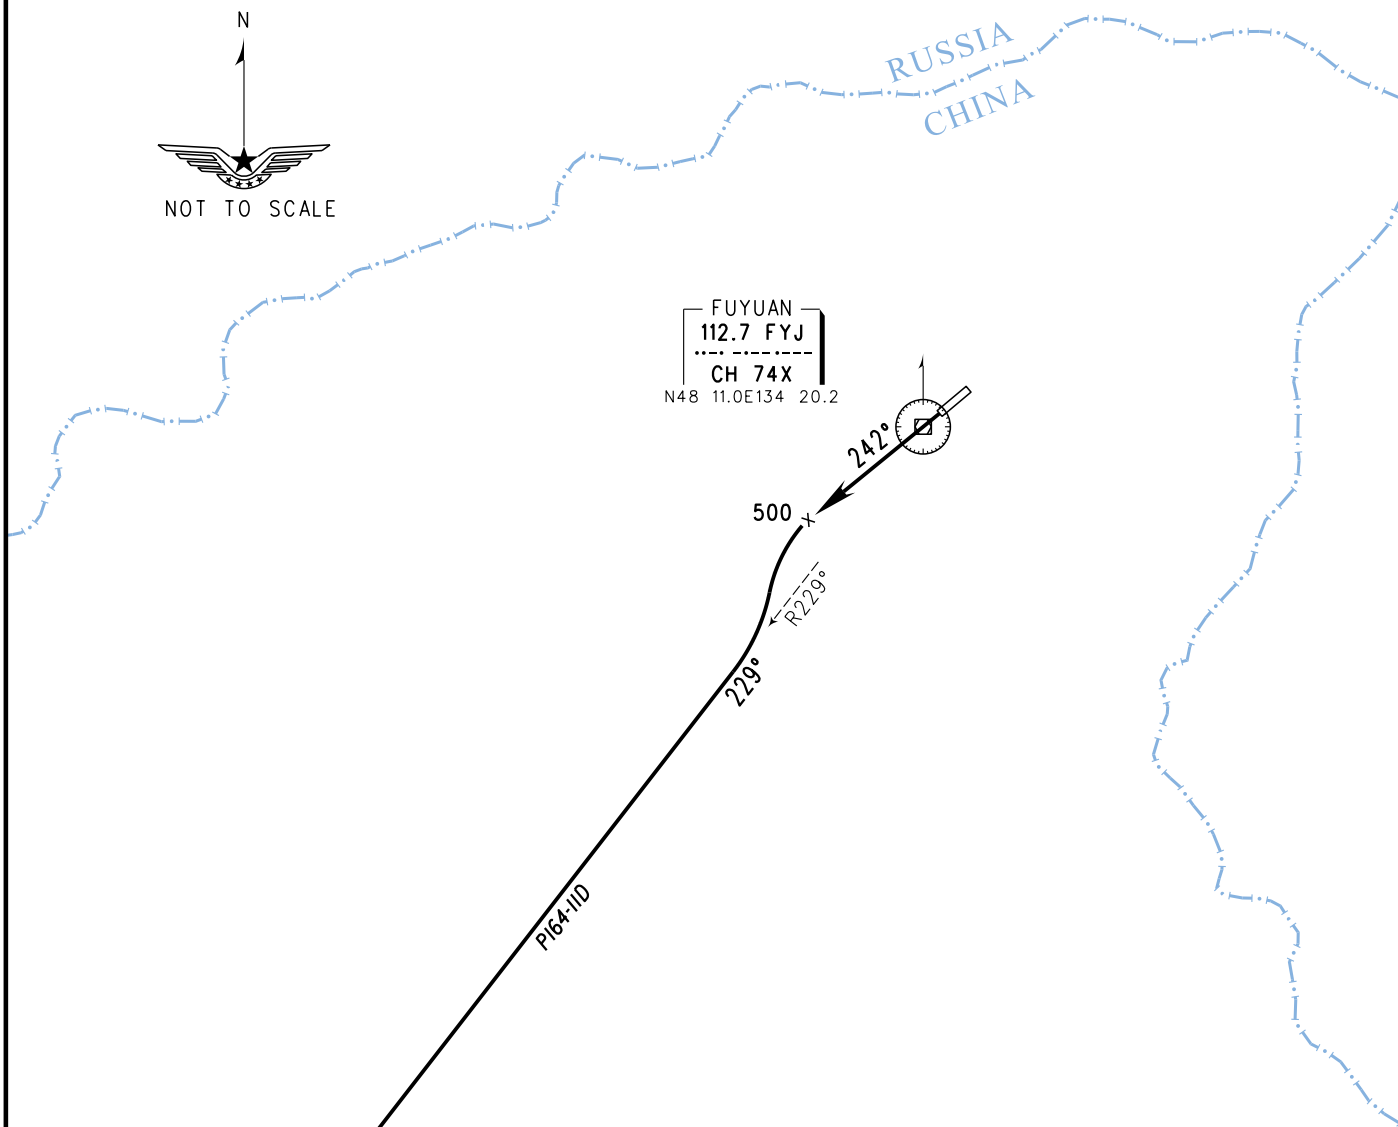 N
RUSSIA
CHINA
NOT TO SCALE
FUYUAN
112.7 FYJ
CH 74X
N48 11.0E134 20.2
242°
500
R229°
229°
P164-11D